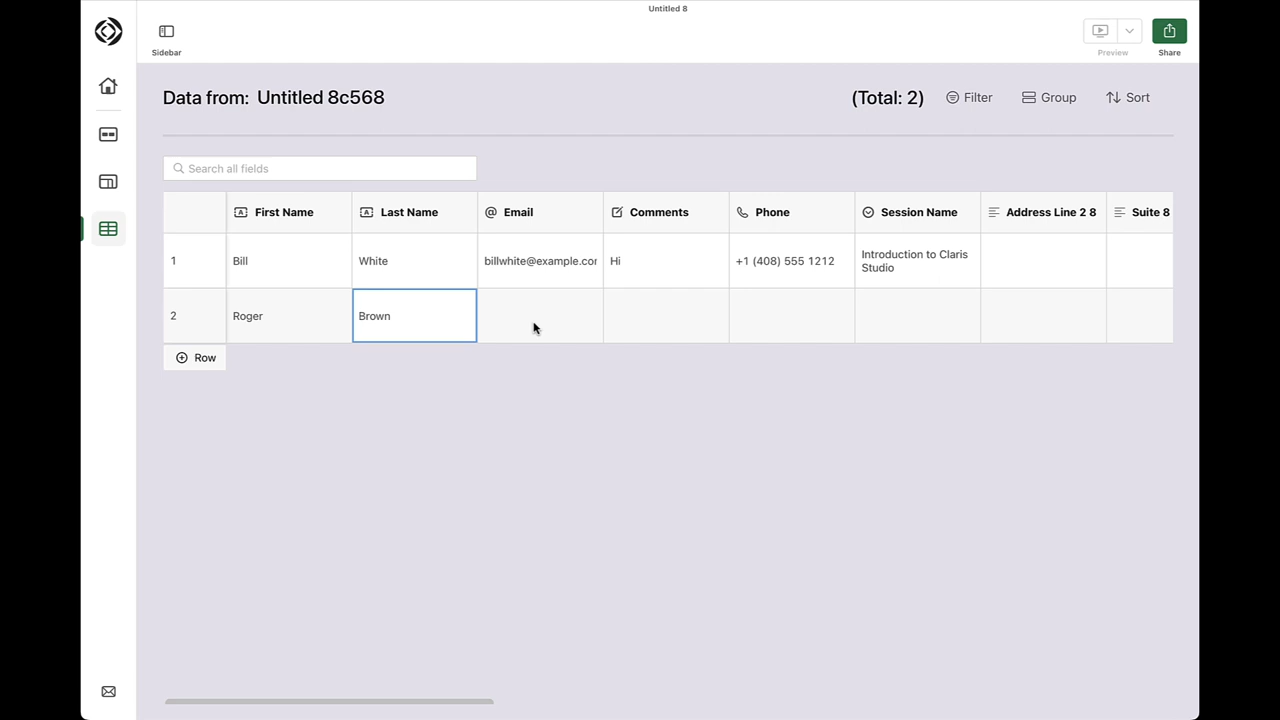 Untitled 8
Sidebar
Preview
Share
Data from: Untitled 8c568
(Total: 2)
Filter
Group
Sort
Search all fields
First Name
Last Name
Email
Comments
Phone
Session Name
Address Line 2 8
Suite 8
1
Bill
White
billwhite@example.cor
Hi
+1 (408) 555 1212
Introduction to Claris
Studio
2
Roger
Brown
Row